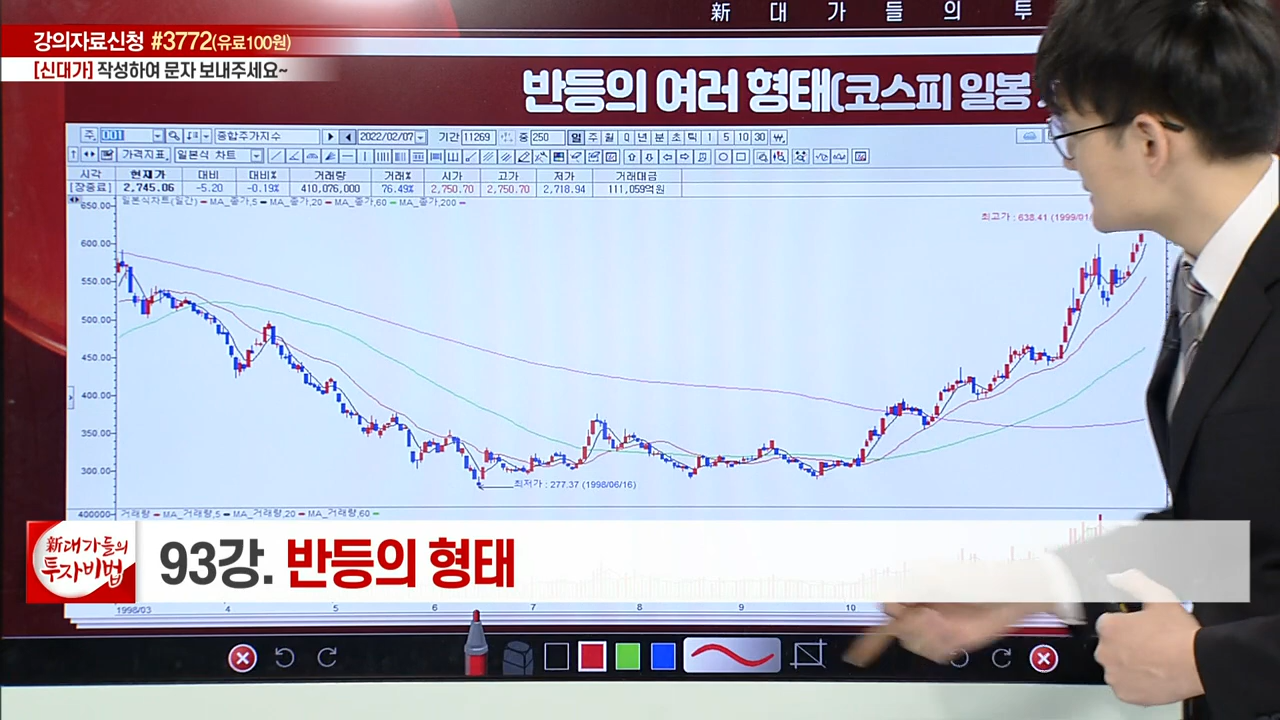 新 대 가 들 의 투
강의자료신청 #3772(유료100원)
[신대가] 작성하여 문자 보내주세요~
반등의 여러 형태(코스피 일봉
주 001 종합주가지수 2022/02/07 기간 11269 중 250 일 주 월 Q 년 분 초 틱 1 5 10 30
가격지표 일본식 차트
시각 현재가 대비 대비% 거래량 거래% 시가 고가 저가 거래대금
[장종료] 2,745.06 -5.20 -0.19% 410,076,000 76.49% 2,750.70 2,750.70 2,718.94 111,059억원
일본식차트(일간) MA_종가,5 MA_종가,20 MA_종가,60 MA_종가,200
650.00
최고가 : 638.41 (1999/01/
600.00
550.00
500.00
450.00
400.00
350.00
300.00
최저가 : 277.37 (1998/06/16)
400000 거래량 MA_거래량,5 MA_거래량,20 MA_거래량,60
新대가들의
투자비법
93강. 반등의 형태
1998/03 4 5 6 7 8 9 10